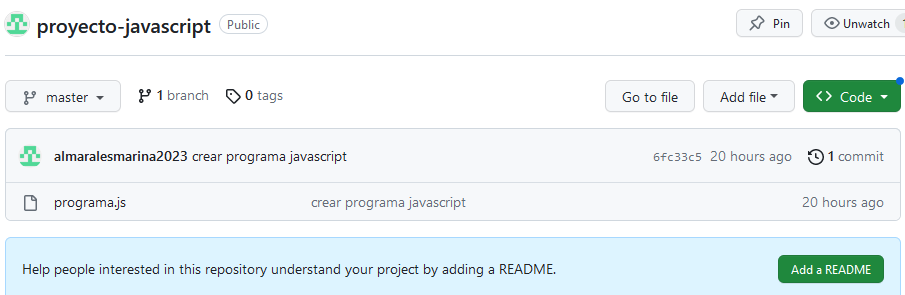 proyecto-javascript Public Pin Unwatch
master 1 branch 0 tags Go to file Add file Code
almaralesmarina2023 crear programa javascript 6fc33c5 20 hours ago 1 commit
programa.js crear programa javascript 20 hours ago
Help people interested in this repository understand your project by adding a README. Add a README